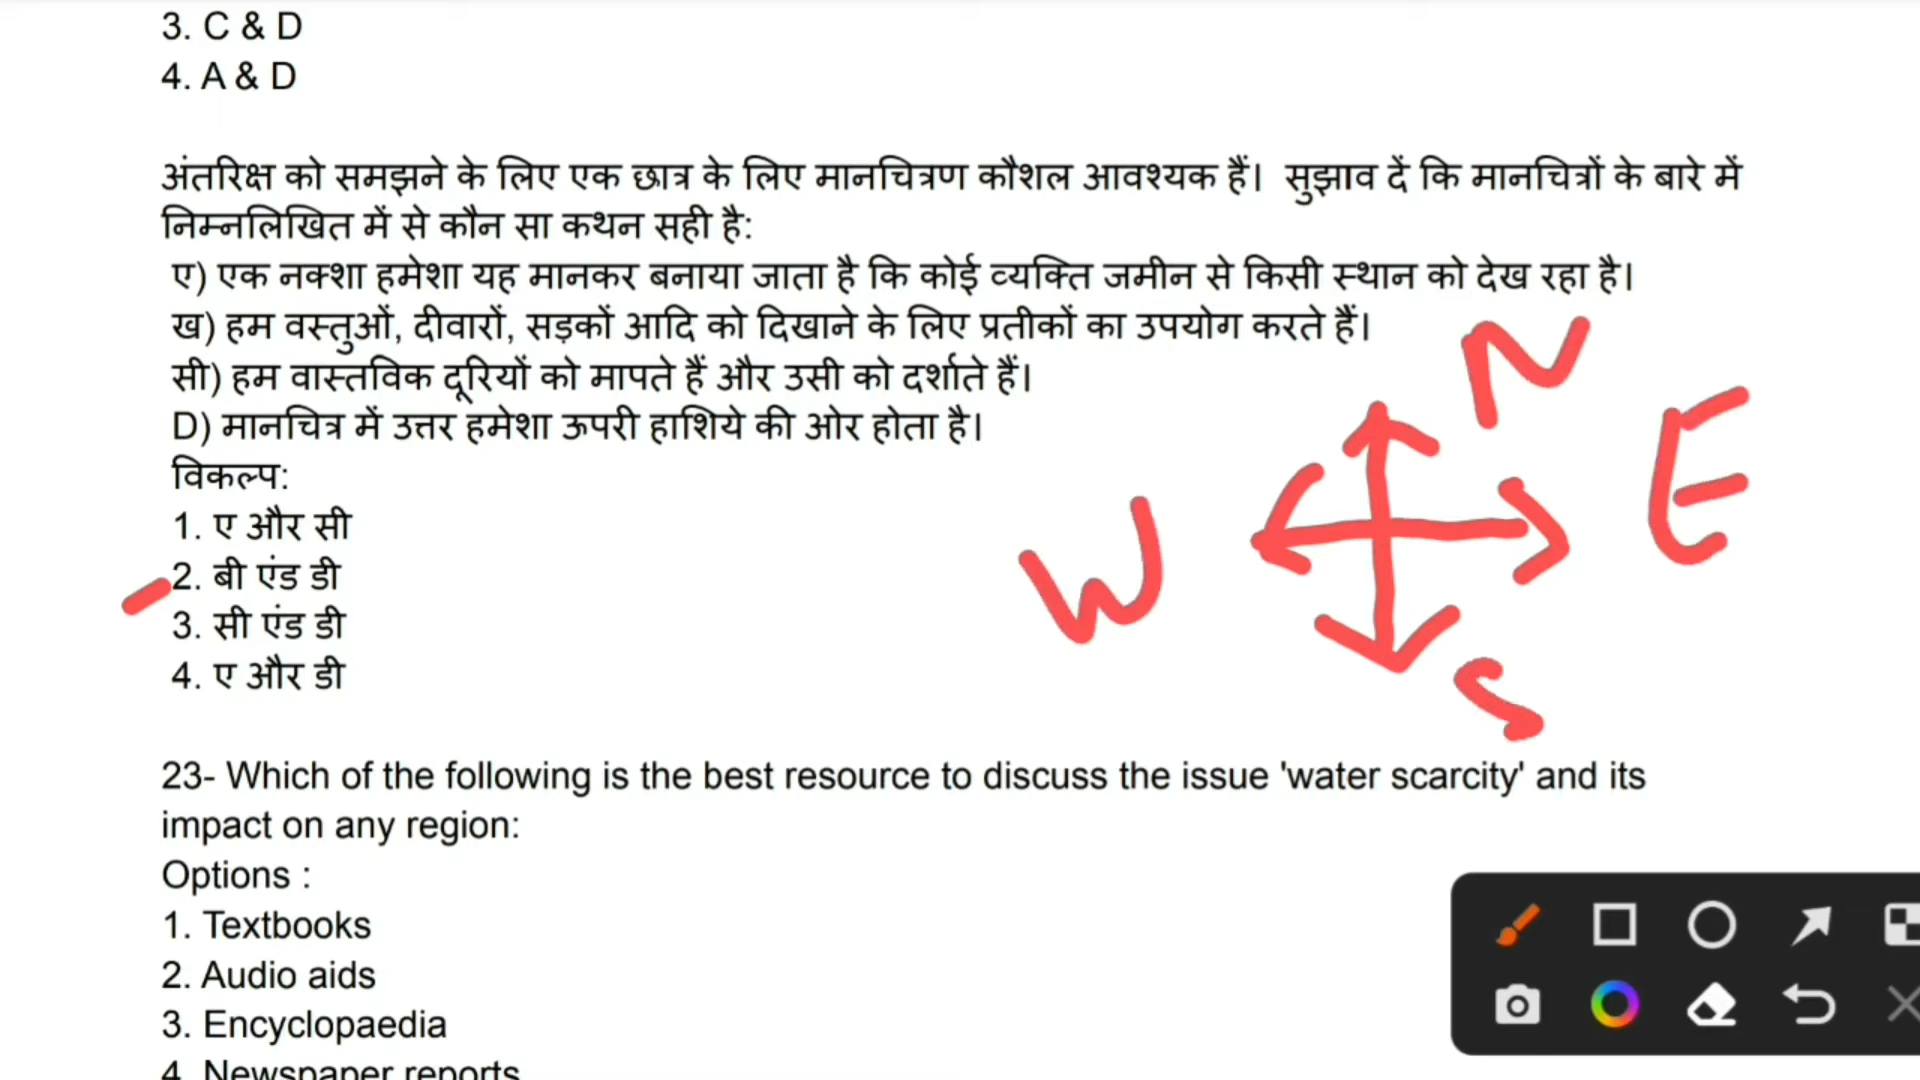 3. C & D
4. A & D
अंतरिक्ष को समझने के लिए एक छात्र के लिए मानचित्रण कौशल आवश्यक हैं। सुझाव दें कि मानचित्रों के बारे में
निम्नलिखित में से कौन सा कथन सही है:
ए) एक नक्शा हमेशा यह मानकर बनाया जाता है कि कोई व्यक्ति जमीन से किसी स्थान को देख रहा है।
ख) हम वस्तुओं, दीवारों, सड़कों आदि को दिखाने के लिए प्रतीकों का उपयोग करते हैं।
सी) हम वास्तविक दूरियों को मापते हैं और उसी को दर्शाते हैं।
D) मानचित्र में उत्तर हमेशा ऊपरी हाशिये की ओर होता है।
विकल्प:
1. ए और सी
2. बी एंड डी
3. सी एंड डी
4. ए और डी
N
E
W
S
23- Which of the following is the best resource to discuss the issue 'water scarcity' and its
impact on any region:
Options :
1. Textbooks
2. Audio aids
3. Encyclopaedia
4. Newspaper reports